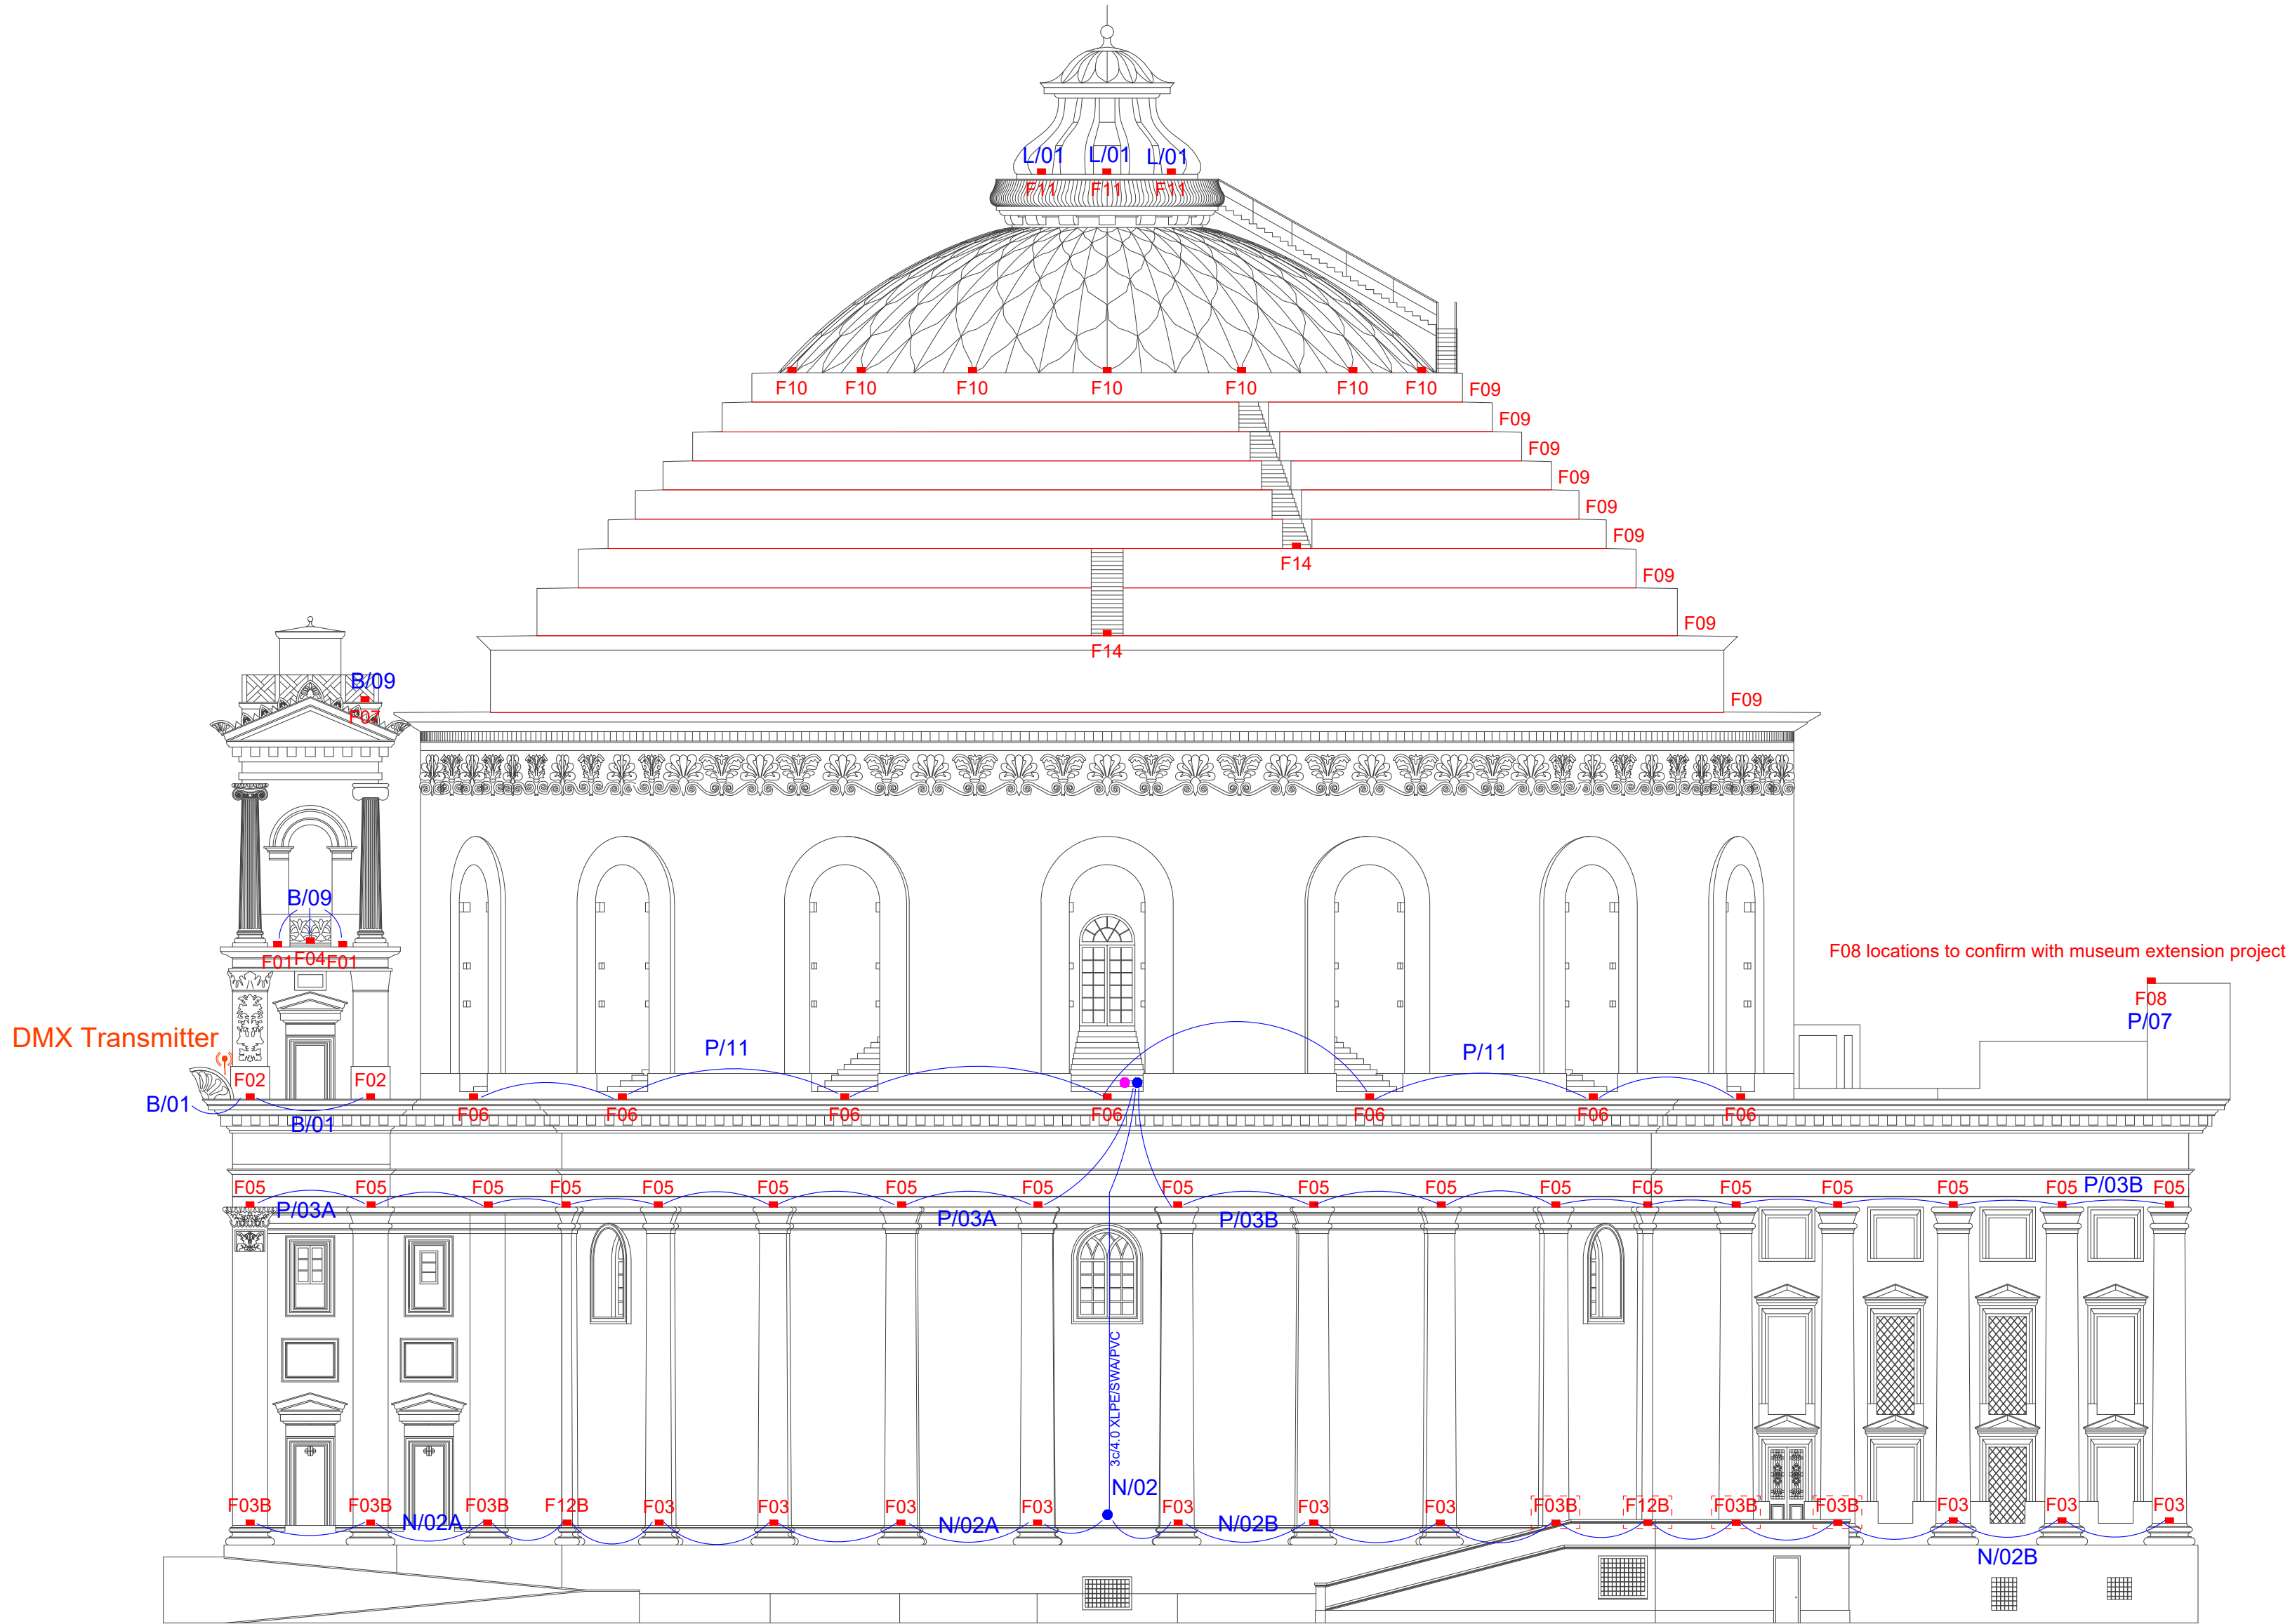 L/01 L/01 L/01
F11 F11 F11
F10 F10 F10 F10 F10 F10 F10
F09
F09
F09
F09
F09
F09
F14
F09
F09
F14
B/09
F09
F07
B/09
F01 F04 F01
F08 locations to confirm with museum extension project
F08
P/07
DMX Transmitter
P/11 P/11
F02 F02
B/01
F06 F06 F06 F06 F06 F06 F06
B/01
F05 F05 F05 F05 F05 F05 F05 F05 F05 F05 F05 F05 F05 F05 F05 F05 F05 P/03B F05
P/03A P/03A P/03B
3c/4.0 XLPE/SWA/PVC
N/02
F03B F03B F03B F12B F03 F03 F03 F03 F03 F03 F03 F03B F12B F03B F03B F03 F03 F03
N/02A N/02A N/02B
N/02B